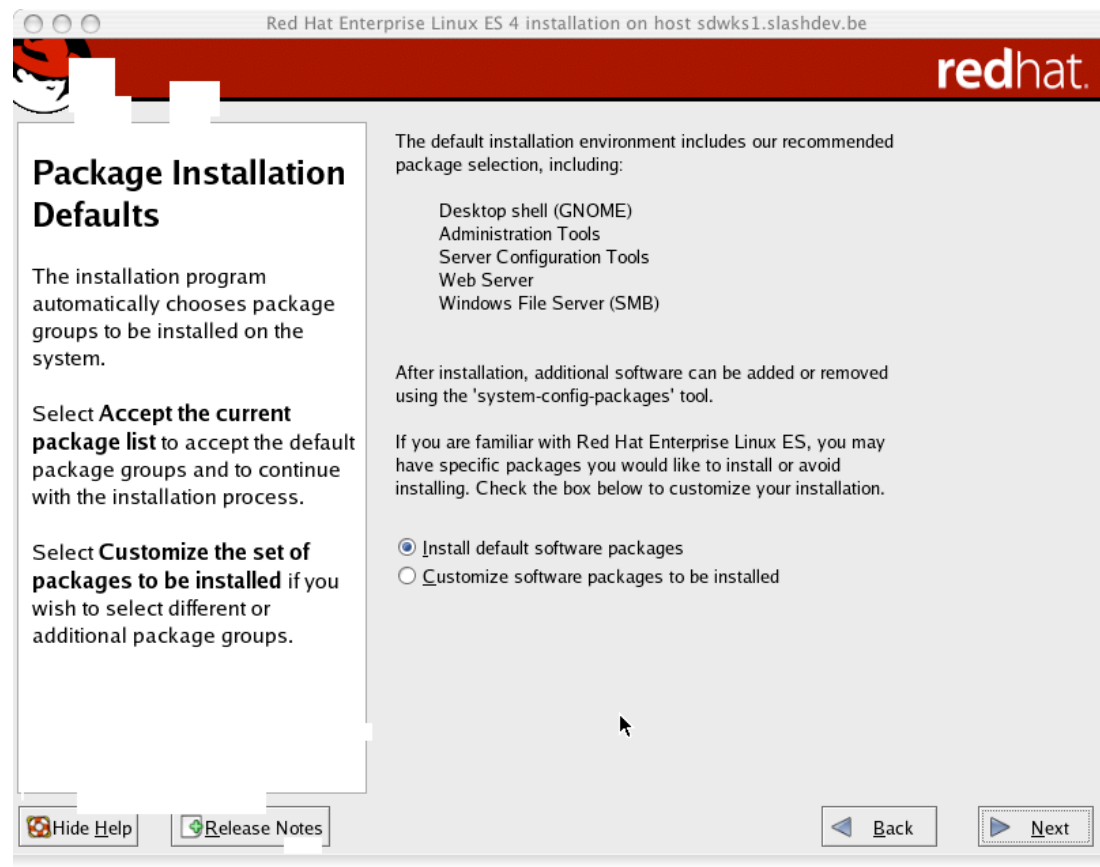 Red Hat Enterprise Linux ES 4 installation on host sdwks1.slashdev.be
redhat.
Package Installation
Defaults
The installation program
automatically chooses package
groups to be installed on the
system.
Select Accept the current
package list to accept the default
package groups and to continue
with the installation process.
Select Customize the set of
packages to be installed if you
wish to select different or
additional package groups.
The default installation environment includes our recommended
package selection, including:
Desktop shell (GNOME)
Administration Tools
Server Configuration Tools
Web Server
Windows File Server (SMB)
After installation, additional software can be added or removed
using the 'system-config-packages' tool.
If you are familiar with Red Hat Enterprise Linux ES, you may
have specific packages you would like to install or avoid
installing. Check the box below to customize your installation.
Install default software packages
Customize software packages to be installed
Hide Help
Release Notes
Back
Next